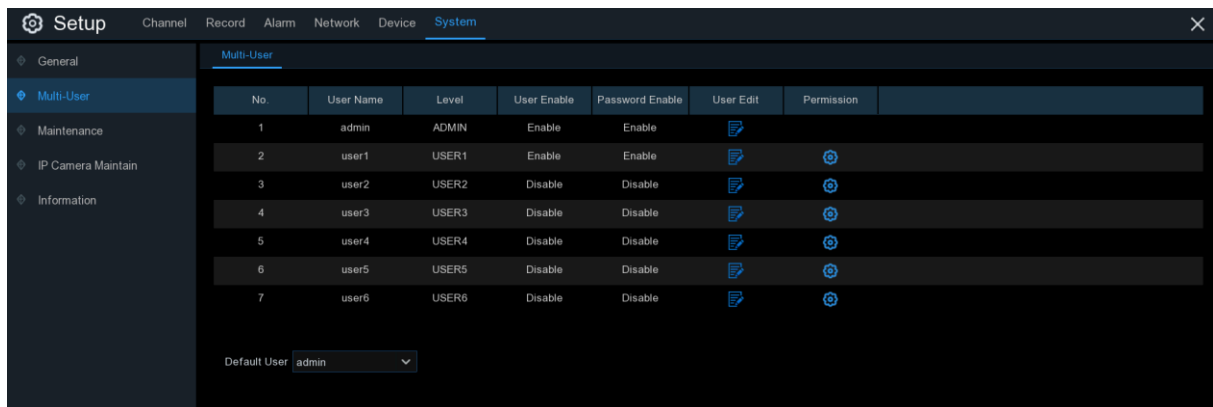 Setup Channel Record Alarm Network Device System
General
Multi-User
Maintenance
IP Camera Maintain
Information
Multi-User
No. User Name Level User Enable Password Enable User Edit Permission
1 admin ADMIN Enable Enable
2 user1 USER1 Enable Enable
3 user2 USER2 Disable Disable
4 user3 USER3 Disable Disable
5 user4 USER4 Disable Disable
6 user5 USER5 Disable Disable
7 user6 USER6 Disable Disable
Default User admin